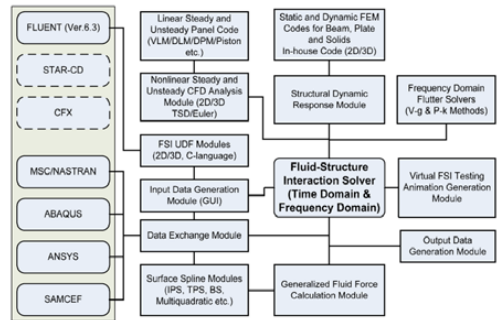 FLUENT (Ver.6.3)
STAR-CD
CFX
MSC/NASTRAN
ABAQUS
ANSYS
SAMCEF
Linear Steady and
Unsteady Panel Code
(VLM/DLM/DPM/Piston
etc.)
Nonlinear Steady and
Unsteady CFD Analysis
Module (2D/3D
TSD/Euler)
FSI UDF Modules
(2D/3D, C-language)
Input Data Generation
Module (GUI)
Data Exchange Module
Surface Spline Modules
(IPS, TPS, BS,
Multiquadratic etc.)
Static and Dynamic FEM
Codes for Beam, Plate
and Solids
In-house Code (2D/3D)
Structural Dynamic
Response Module
Fluid-Structure
Interaction Solver
(Time Domain &
Frequency Domain)
Generalized Fluid Force
Calculation Module
Frequency Domain
Flutter Solvers
(V-g & P-k Methods)
Virtual FSI Testing
Animation Generation
Module
Output Data
Generation Module